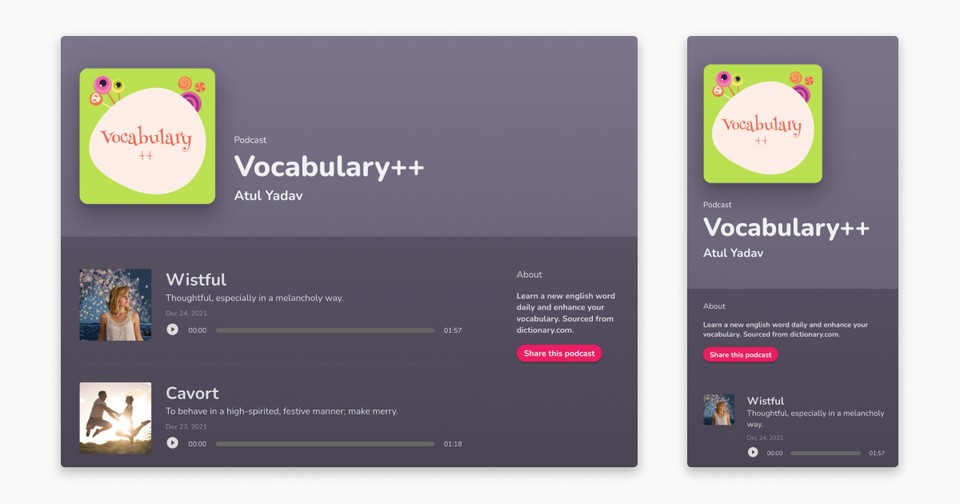 vocabulary
++
Podcast
Vocabulary++
Atul Yadav
Wistful
Thoughtful, especially in a melancholy way.
Dec 24, 2021
00:00
01:57
Cavort
To behave in a high-spirited, festive manner; make merry.
Dec 23, 2021
00:00
01:18
About
Learn a new english word
daily and enhance your
vocabulary. Sourced from
dictionary.com.
Share this podcast
vocabulary
++
Podcast
Vocabulary++
Atul Yadav
About
Learn a new english word daily and enhance your
vocabulary. Sourced from dictionary.com.
Share this podcast
Wistful
Thoughtful, especially in a melancholy
way.
Dec 24, 2021
00:00
01:57